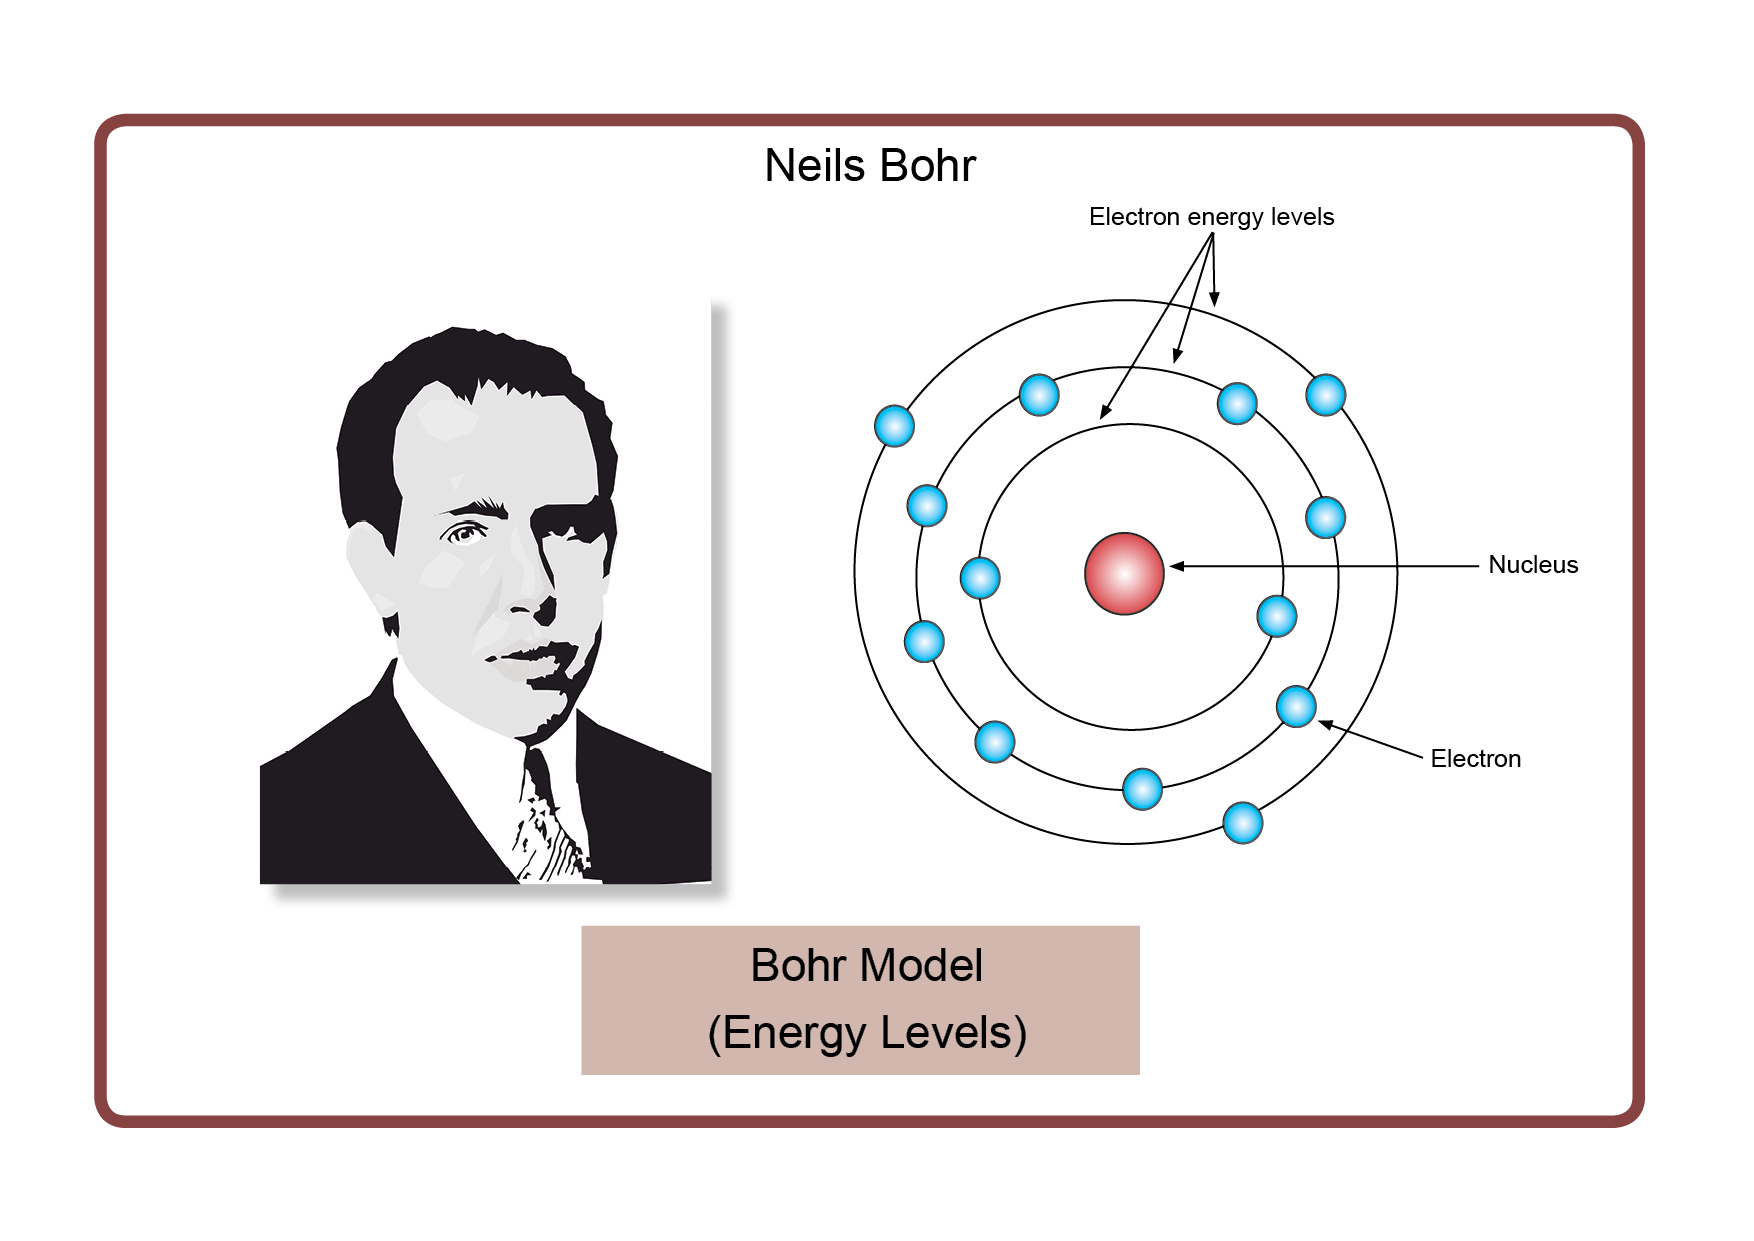 Neils Bohr
Electron energy levels
Nucleus
Electron
Bohr Model
(Energy Levels)